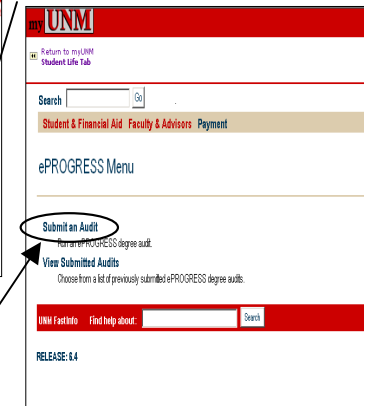 my UNM
Return to myUNM
Student Life Tab
Search Go
Student & Financial Aid Faculty & Advisors Payment
ePROGRESS Menu
Submit an Audit
Run an ePROGRESS degree audit.
View Submitted Audits
Choose from a list of previously submitted ePROGRESS degree audits.
UNM FastInfo Find help about: Search
RELEASE: 6.4